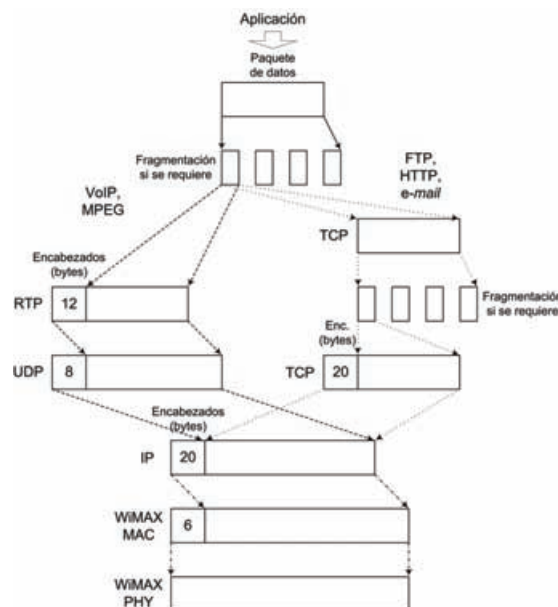 Aplicación
Paquete
de datos
Fragmentación
si se requiere
FTP,
HTTP,
e-mail
VoIP,
MPEG
TCP
Encabezados
(bytes)
RTP
12
Fragmentación
si se requiere
Enc.
(bytes)
UDP
8
TCP
20
Encabezados
(bytes)
IP
20
WiMAX
MAC
6
WiMAX
PHY